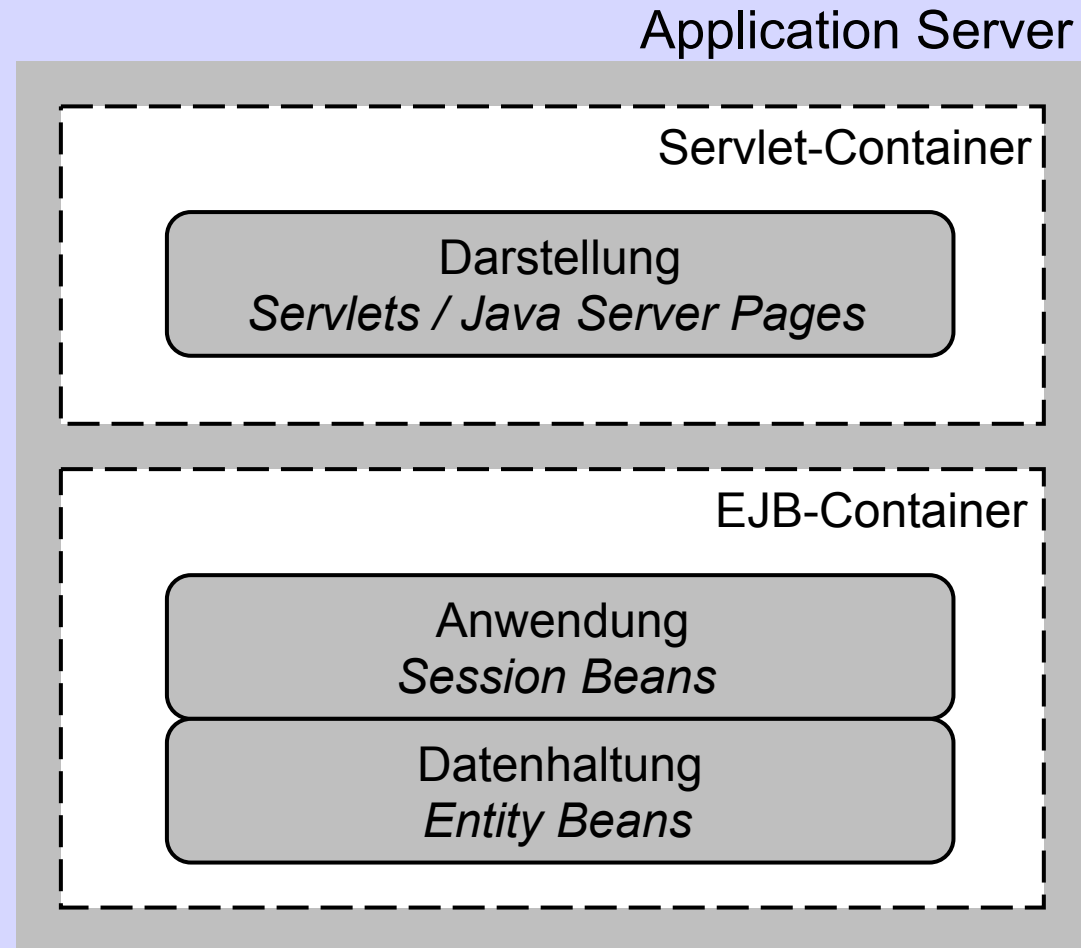 Application Server
Servlet-Container
Darstellung
Servlets / Java Server Pages
EJB-Container
Anwendung
Session Beans
Datenhaltung
Entity Beans